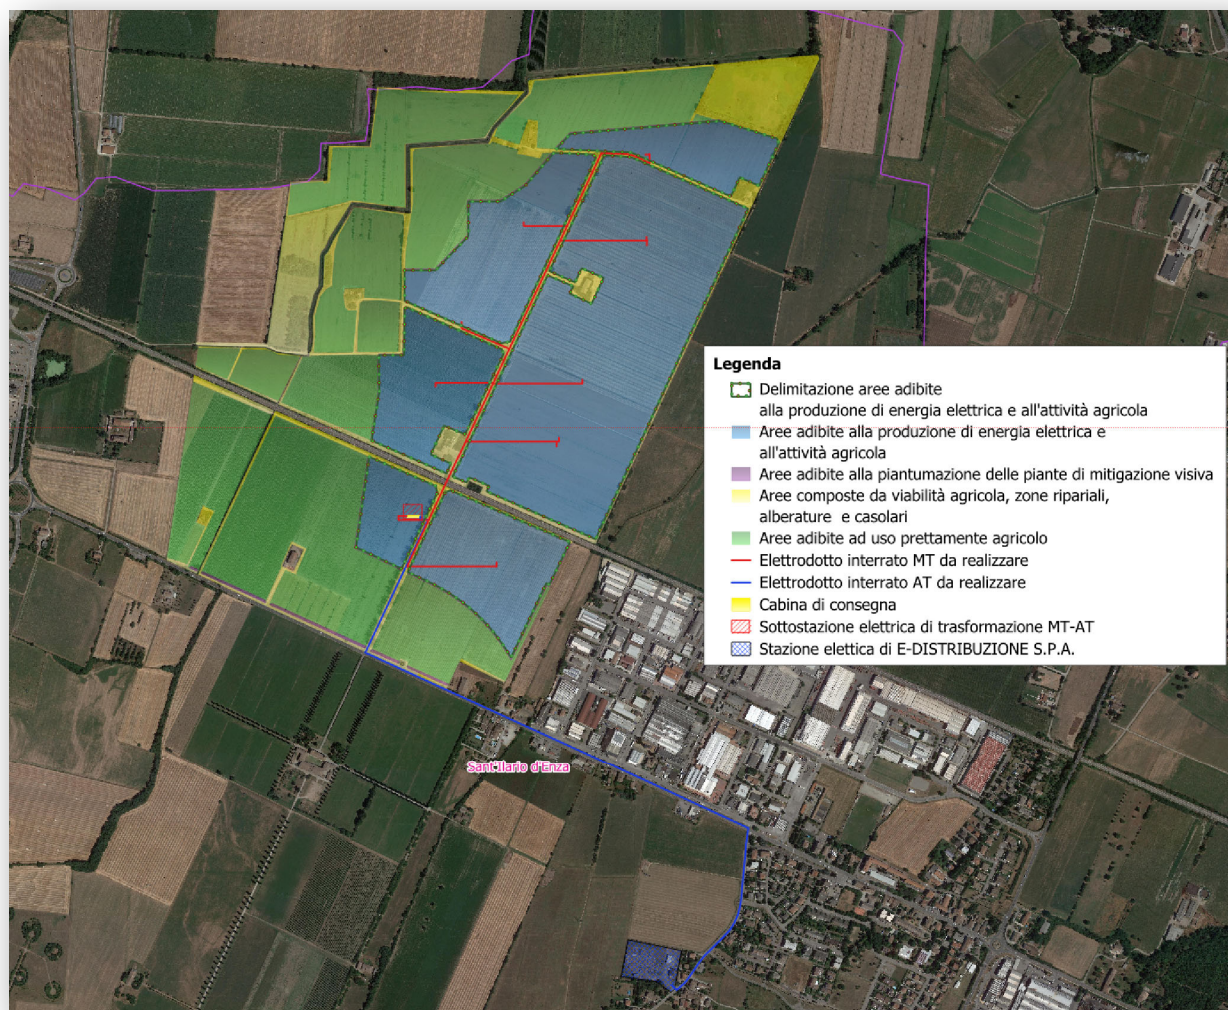 Legenda
Delimitazione aree adibite
alla produzione di energia elettrica e all'attività agricola
Aree adibite alla produzione di energia elettrica e
all'attività agricola
Aree adibite alla piantumazione delle piante di mitigazione visiva
Aree composte da viabilità agricola, zone ripariali,
alberature e casolari
Aree adibite ad uso prettamente agricolo
Elettrodotto interrato MT da realizzare
Elettrodotto interrato AT da realizzare
Cabina di consegna
Sottostazione elettrica di trasformazione MT-AT
Stazione elettica di E-DISTRIBUZIONE S.P.A.
Sant'Ilario d'Enza